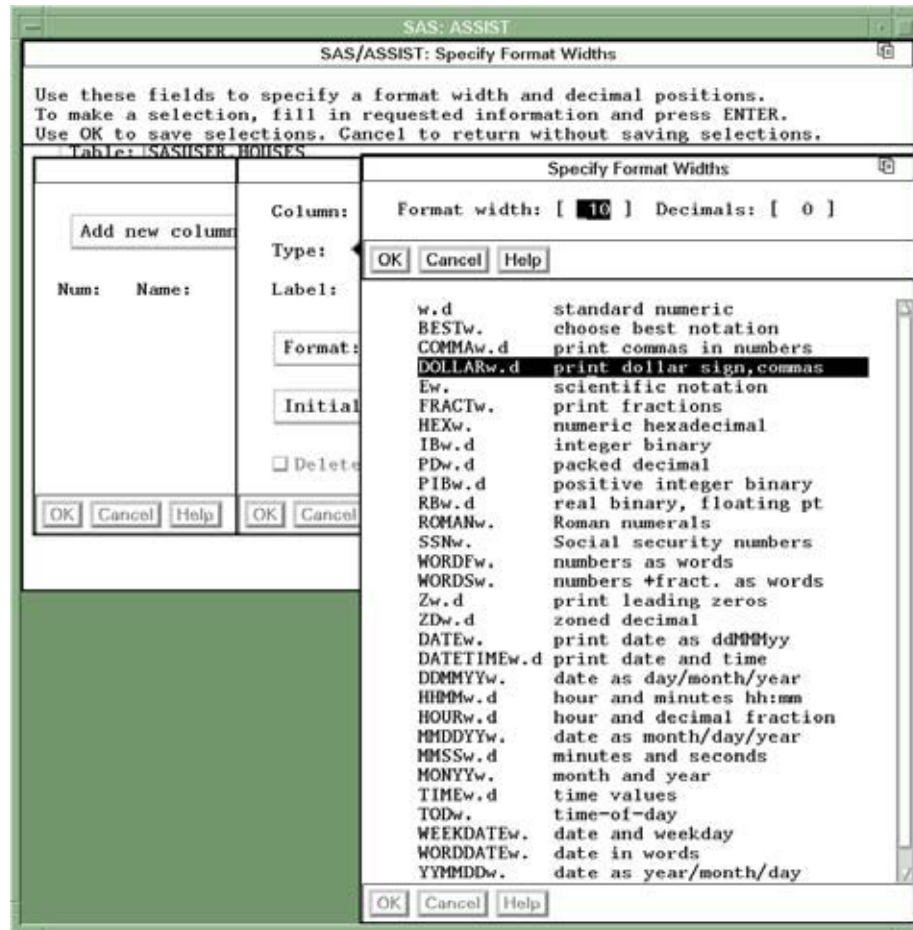 SAS: ASSIST
SAS/ASSIST: Specify Format Widths
Use these fields to specify a format width and decimal positions.
To make a selection, fill in requested information and press ENTER.
Use OK to save selections. Cancel to return without saving selections.
Table: SASUSER.HOUSES
Add new column
Num: Name:
OK Cancel Help
Column:
Type:
Label:
Format:
Initial
Delete
OK Cancel
Specify Format Widths
Format width: [ 10 ] Decimals: [ 0 ]
OK Cancel Help
w.d standard numeric
BESTw. choose best notation
COMMAw.d print commas in numbers
DOLLARw.d print dollar sign,commas
Ew. scientific notation
FRACTw. print fractions
HEXw. numeric hexadecimal
IBw.d integer binary
PDw.d packed decimal
PIBw.d positive integer binary
RBw.d real binary, floating pt
ROMANw. Roman numerals
SSNw. Social security numbers
WORDFw. numbers as words
WORDSw. numbers +fract. as words
Zw.d print leading zeros
ZDw.d zoned decimal
DATEw. print date as ddMMMyy
DATETIMEw.d print date and time
DDMMYYw. date as day/month/year
HHMMw.d hour and minutes hh:mm
HOURw.d hour and decimal fraction
MMDDYYw. date as month/day/year
MMSSw.d minutes and seconds
MONYYw. month and year
TIMEw.d time values
TODw. time-of-day
WEEKDATEw. date and weekday
WORDDATEw. date in words
YYMMDDw. date as year/month/day
OK Cancel Help